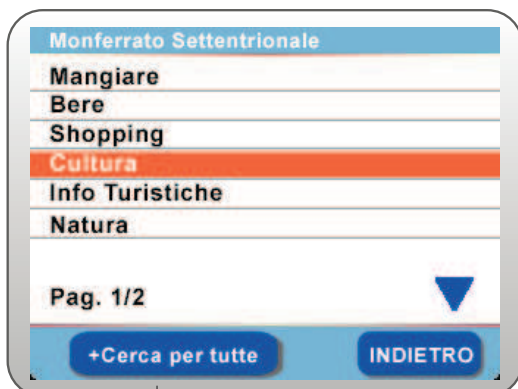 Monferrato Settentrionale
Mangiare
Bere
Shopping
Cultura
Info Turistiche
Natura
Pag. 1/2
+Cerca per tutte
INDIETRO